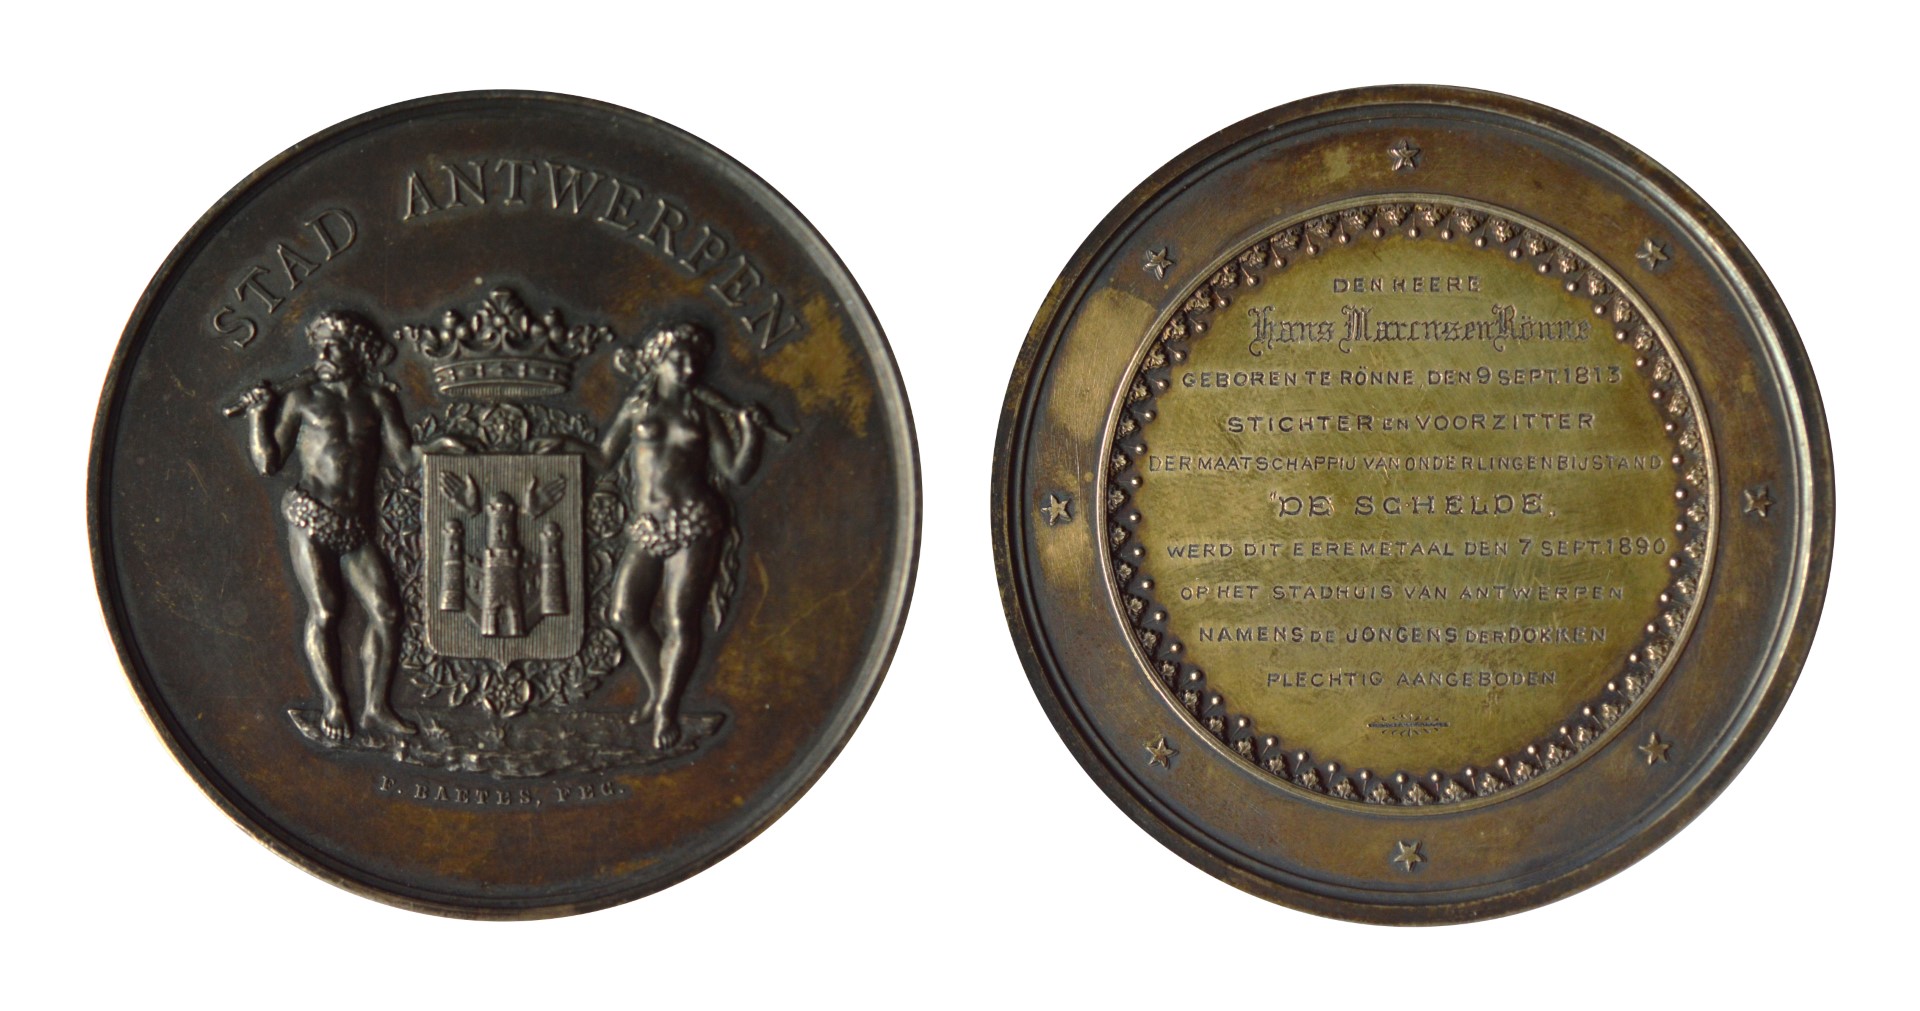 STAD ANTWERPEN
F. BAETES, FEC.
DEN HEERE
Hans Marcusen Rönne
GEBOREN TE RÖNNE, DEN 9 SEPT. 1813
STICHTER EN VOORZITTER
DER MAATSCHAPPIJ VAN ONDERLINGEN BIJSTAND
"DE SCHELDE,
WERD DIT EEREMETAAL DEN 7 SEPT. 1890
OP HET STADHUIS VAN ANTWERPEN
NAMENS DE JONGENS DER DOKKEN
PLECHTIG AANGEBODEN